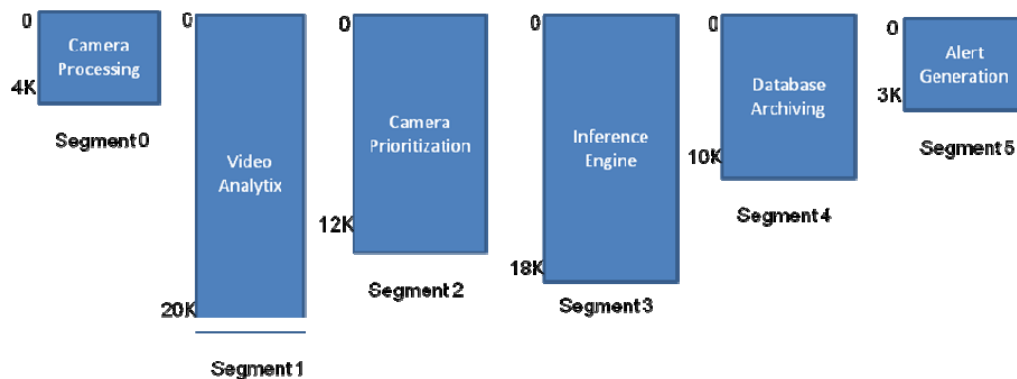 0
Camera
Processing
4K
Segment 0
0
Video
Analytix
20K
Segment 1
0
Camera
Prioritization
12K
Segment 2
0
Inference
Engine
18K
Segment 3
0
Database
Archiving
10K
Segment 4
0
Alert
Generation
3K
Segment 5